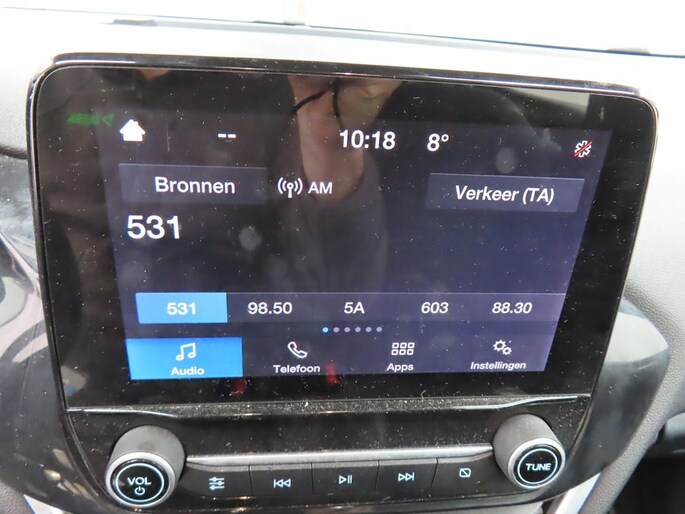 -- 10:18 8°
Bronnen AM Verkeer (TA)
531
531 98.50 5A 603 88.30
Audio Telefoon Apps Instellingen
VOL TUNE